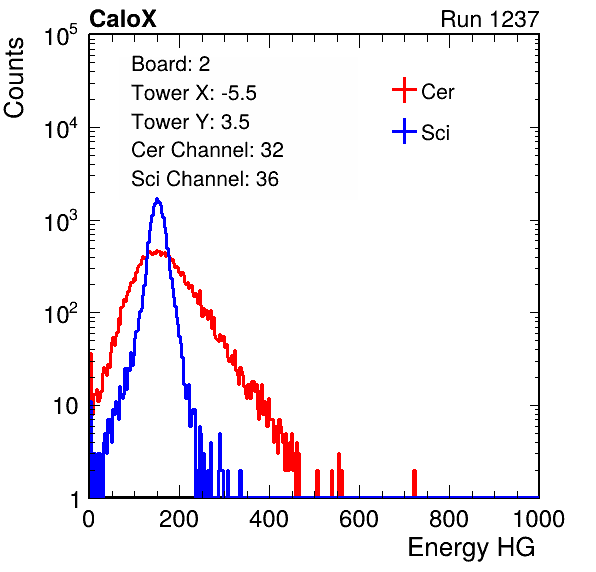 CaloX Run 1237
Counts
10^5
10^4
10^3
10^2
10
1
Board: 2
Tower X: -5.5
Tower Y: 3.5
Cer Channel: 32
Sci Channel: 36
Cer
Sci
0 200 400 600 800 1000
Energy HG